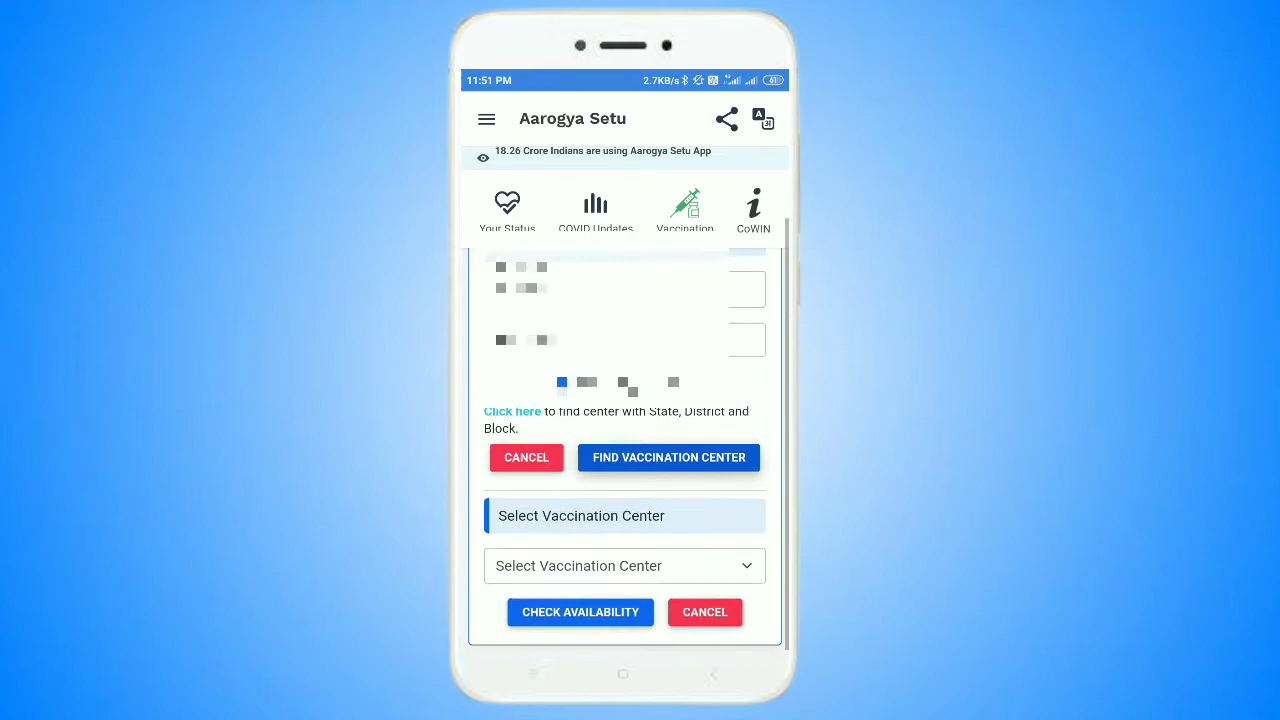 11:51 PM 2.7KB/s 4G 61
Aarogya Setu
18.26 Crore Indians are using Aarogya Setu App
Your Status COVID Updates Vaccination CoWIN
Click here to find center with State, District and
Block.
CANCEL FIND VACCINATION CENTER
Select Vaccination Center
Select Vaccination Center
CHECK AVAILABILITY CANCEL